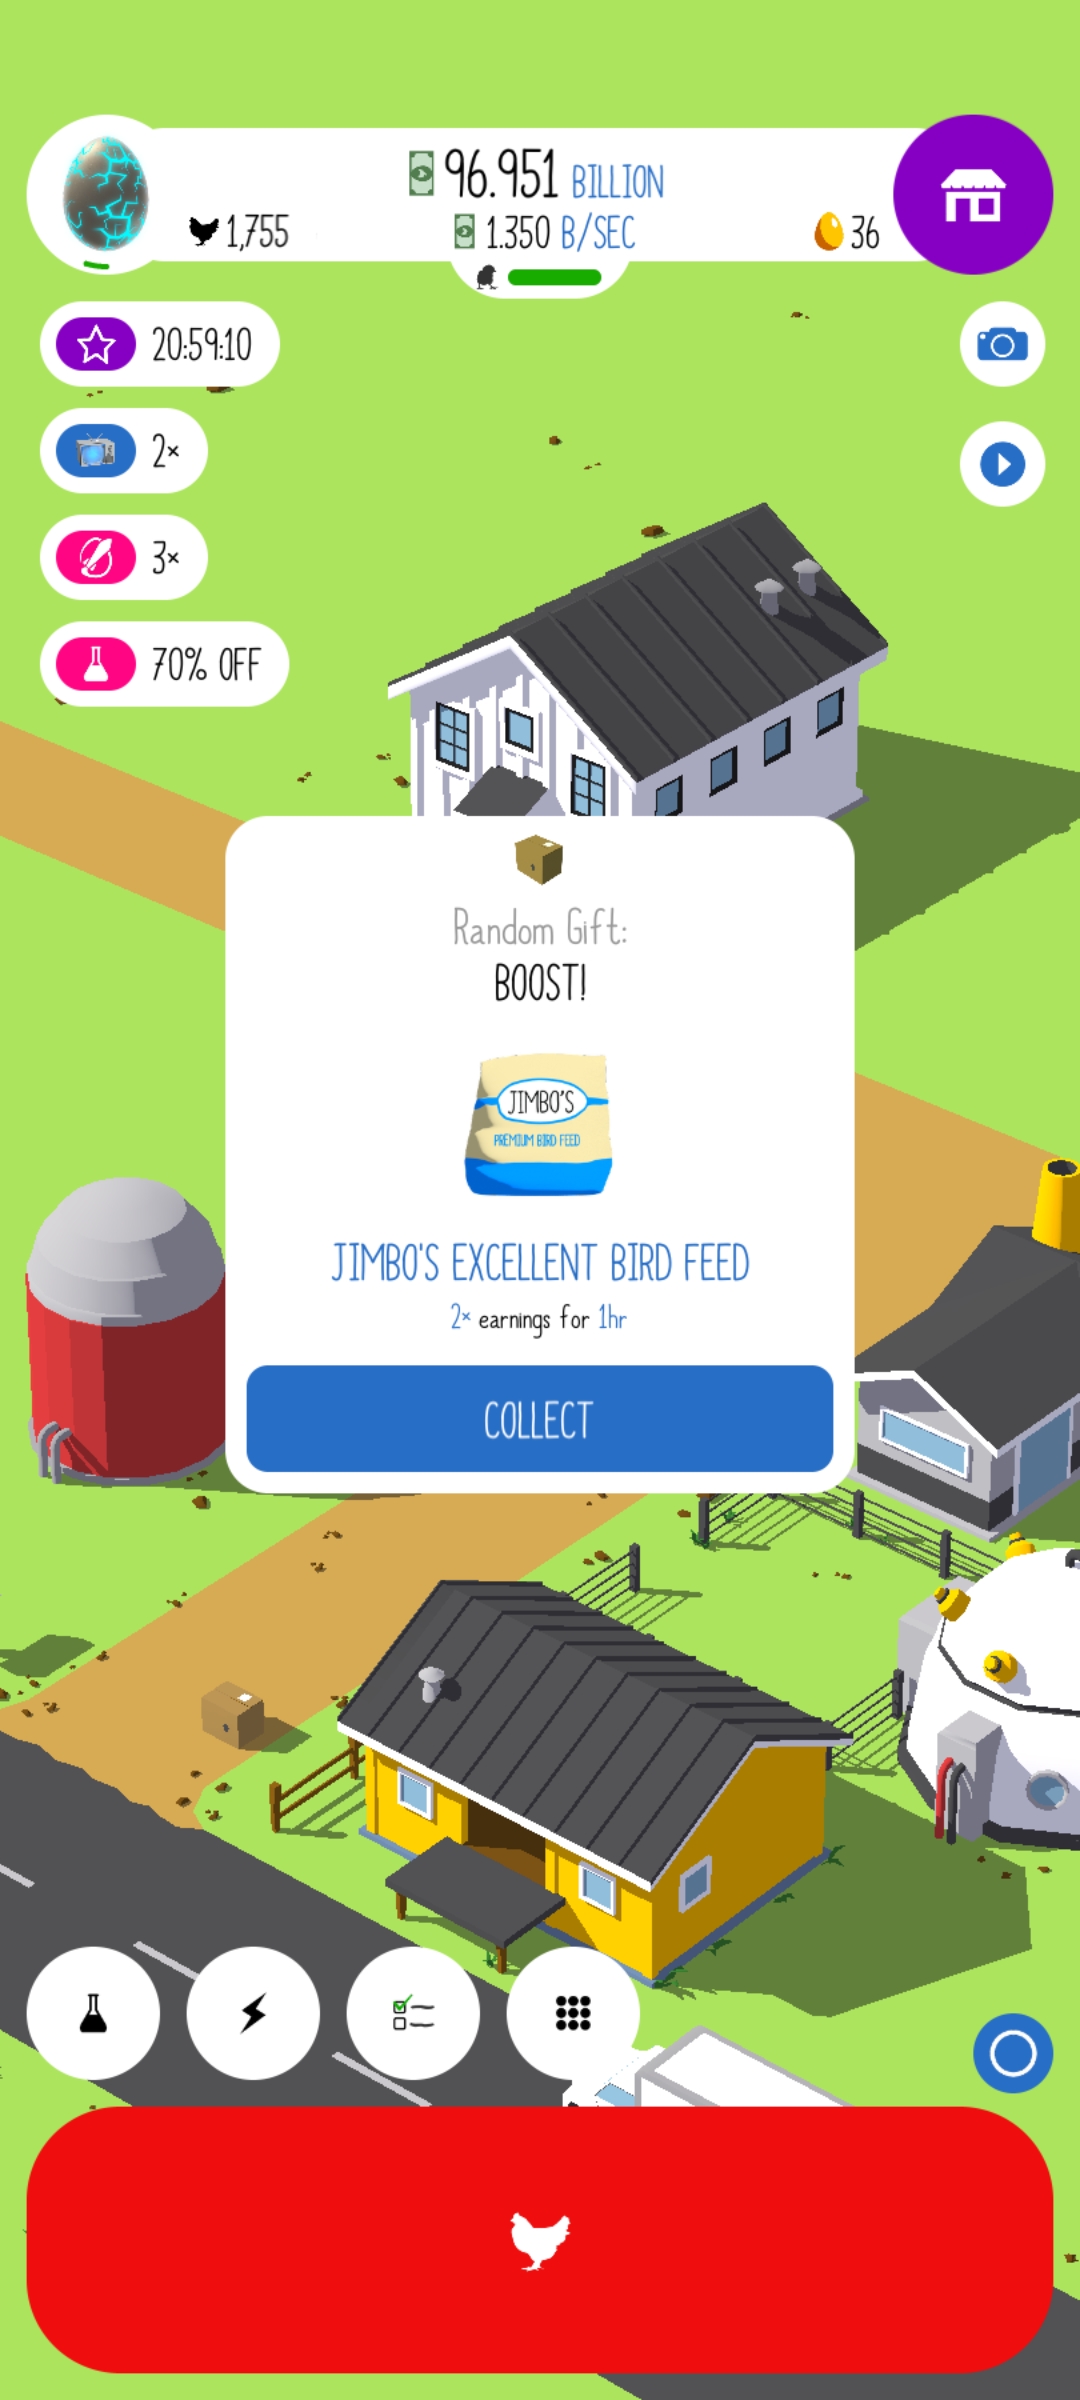 96.951 BILLION
1,755
1.350 B/SEC
36
20:59:10
2×
3×
70% OFF
Random Gift:
BOOST!
JIMBO'S
PREMIUM BIRD FEED
JIMBO'S EXCELLENT BIRD FEED
2× earnings for 1hr
COLLECT